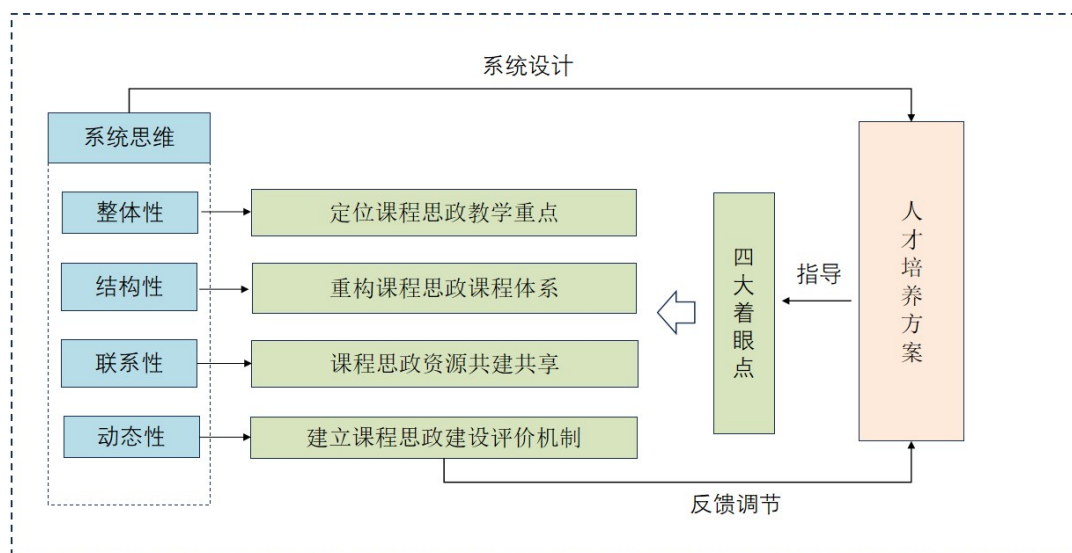 系统设计
系统思维
整体性
定位课程思政教学重点
结构性
重构课程思政课程体系
联系性
课程思政资源共建共享
动态性
建立课程思政建设评价机制
四大着眼点
指导
人才培养方案
反馈调节